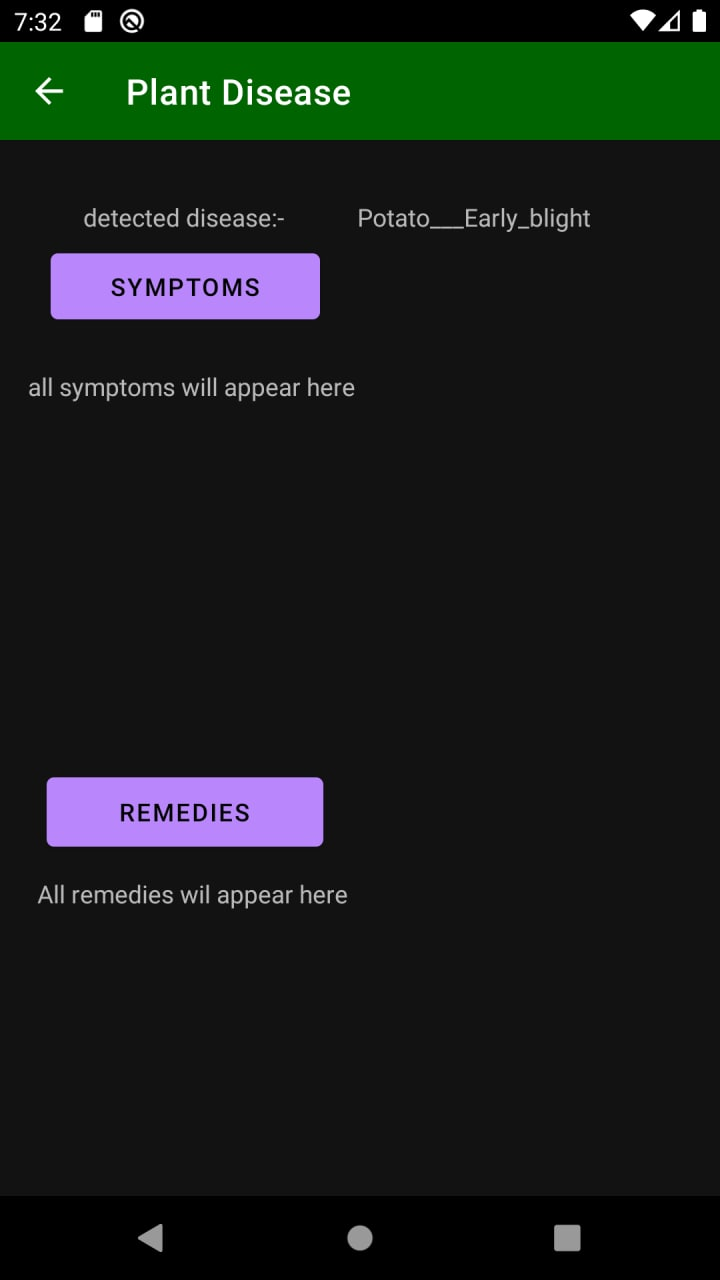 7:32
Plant Disease
detected disease:- Potato___Early_blight
SYMPTOMS
all symptoms will appear here
REMEDIES
All remedies wil appear here